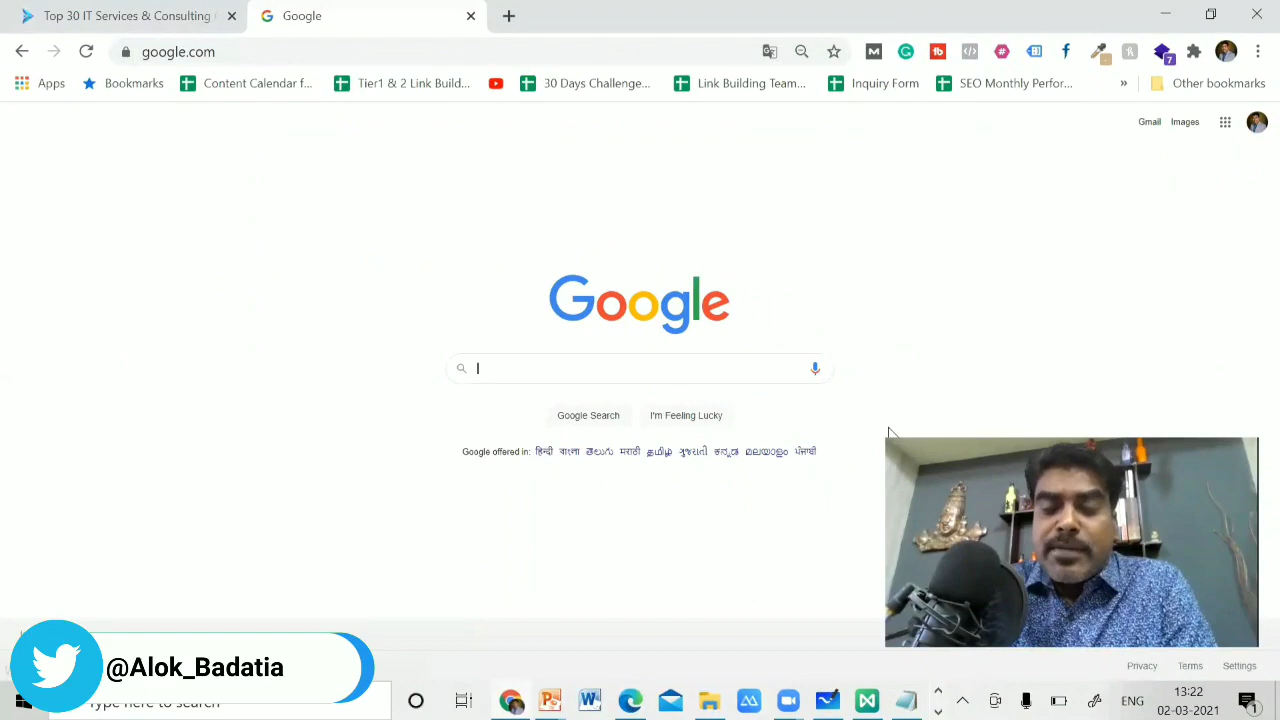 Top 30 IT Services & Consulting
Google
google.com
Apps
Bookmarks
Content Calendar f...
Tier1 & 2 Link Buil...
30 Days Challenge...
Link Building Team...
Inquiry Form
SEO Monthly Perfor...
»
Other bookmarks
7
Gmail Images
Google
Google Search
I'm Feeling Lucky
Google offered in: हिन्दी বাংলা తెలుగు मराठी தமிழ் ગુજરાતી ಕನ್ನಡ മലയാളം ਪੰਜਾਬੀ
@Alok_Badatia
Privacy Terms Settings
Type here to search
ENG
13:22
02-03-2021
1